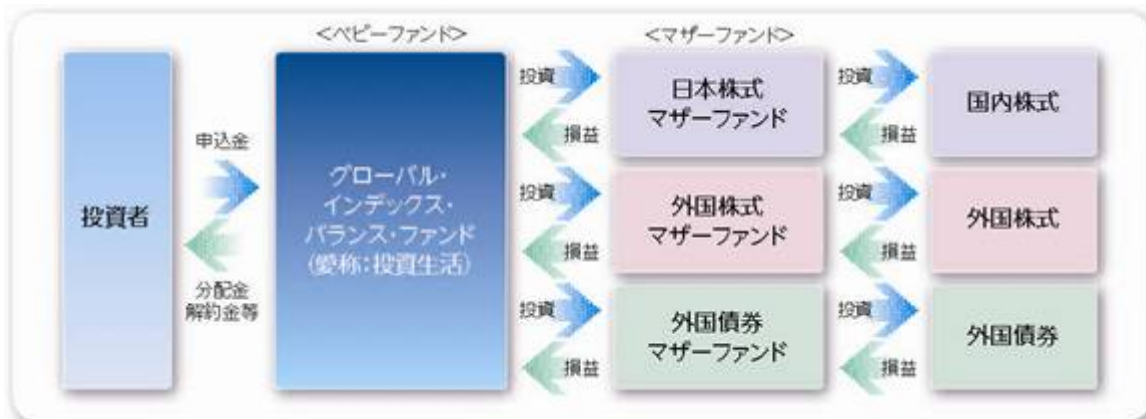 <ベビーファンド>
<マザーファンド>
投資者
申込金
分配金
解約金等
グローバル・
インデックス・
バランス・ファンド
(愛称:投資生活)
投資
損益
日本株式
マザーファンド
投資
損益
国内株式
投資
損益
外国株式
マザーファンド
投資
損益
外国株式
投資
損益
外国債券
マザーファンド
投資
損益
外国債券